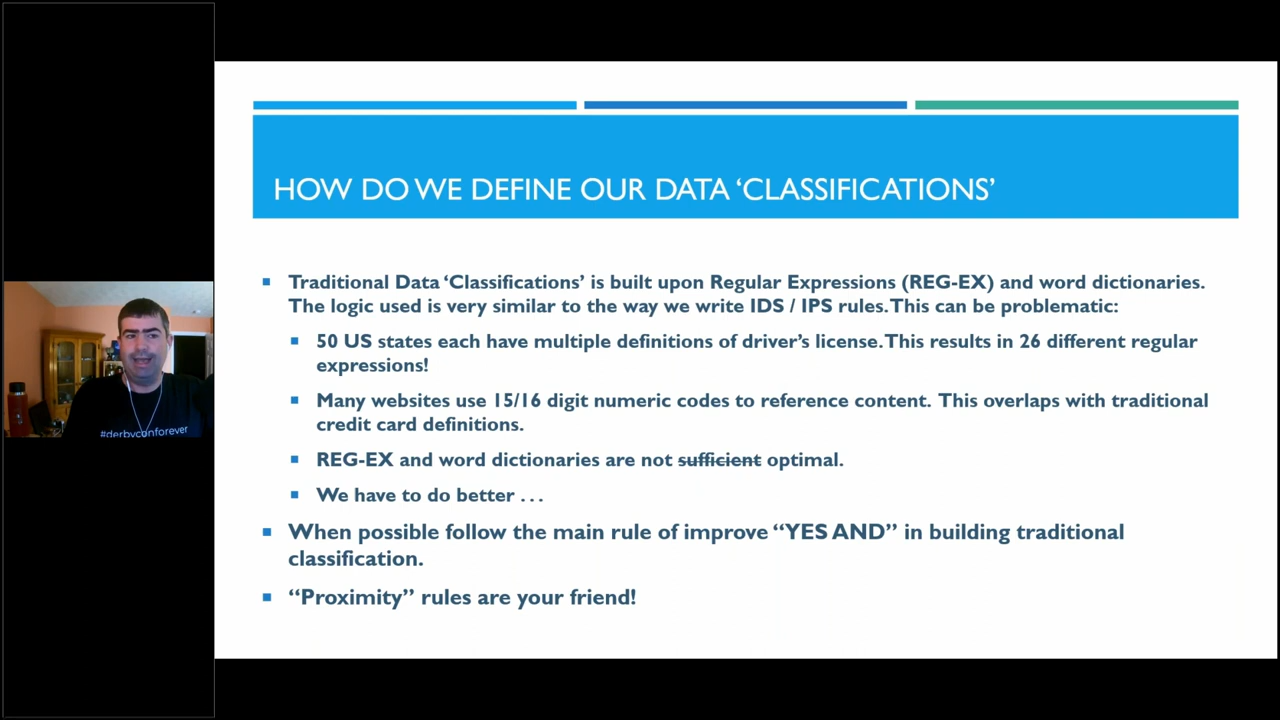 HOW DO WE DEFINE OUR DATA ‘CLASSIFICATIONS’
Traditional Data ‘Classifications’ is built upon Regular Expressions (REG-EX) and word dictionaries.
The logic used is very similar to the way we write IDS / IPS rules. This can be problematic:
50 US states each have multiple definitions of driver’s license. This results in 26 different regular
expressions!
Many websites use 15/16 digit numeric codes to reference content. This overlaps with traditional
credit card definitions.
REG-EX and word dictionaries are not sufficient optimal.
We have to do better . . .
When possible follow the main rule of improve “YES AND” in building traditional
classification.
“Proximity” rules are your friend!
#derbyconforever